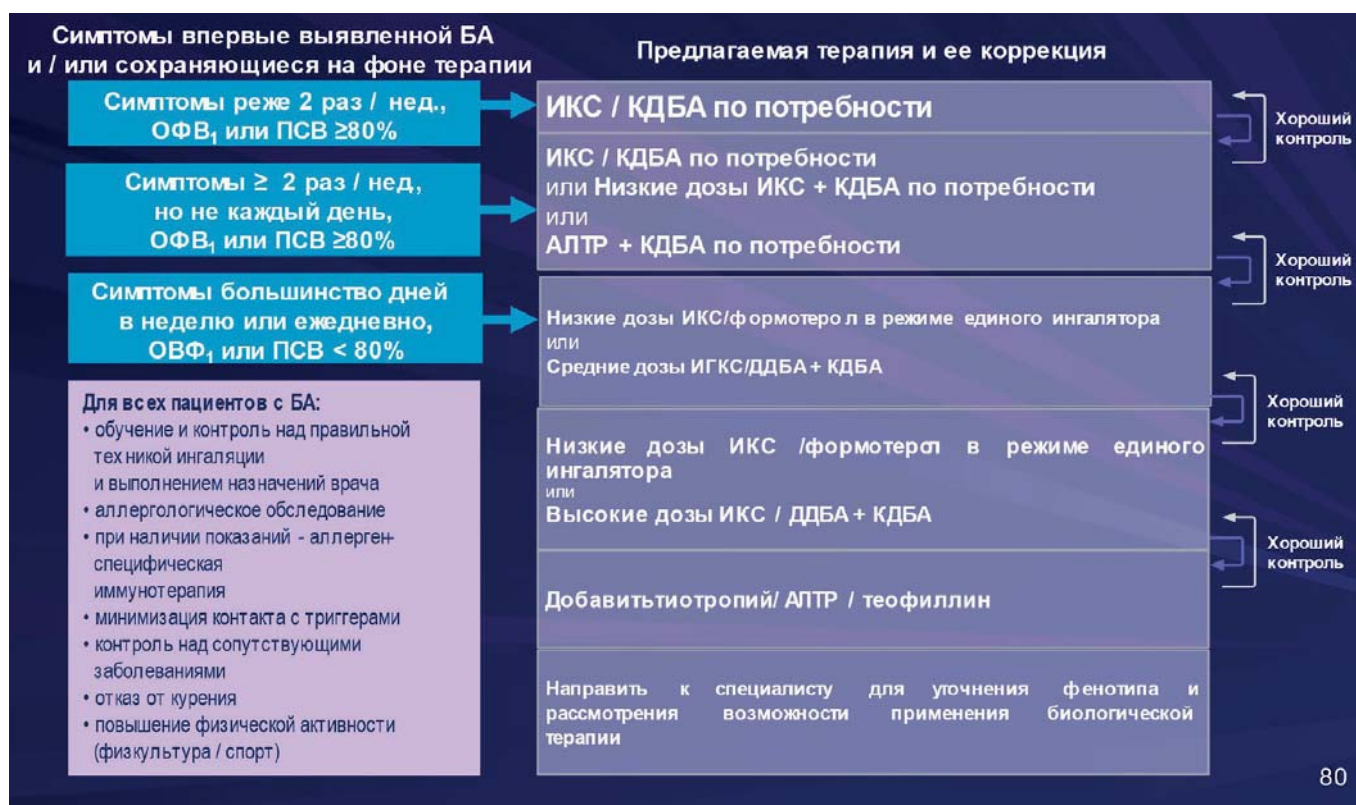 Симптомы впервые выявленной БА
и / или сохраняющиеся на фоне терапии
Предлагаемая терапия и ее коррекция
Симптомы реже 2 раз / нед.,
ОФВ₁ или ПСВ ≥80%
Симптомы ≥ 2 раз / нед,
но не каждый день,
ОФВ₁ или ПСВ ≥80%
Симптомы большинство дней
в неделю или ежедневно,
ОВФ₁ или ПСВ < 80%
Для всех пациентов с БА:
• обучение и контроль над правильной
техникой ингаляции
и выполнением назначений врача
• аллергологическое обследование
• при наличии показаний - аллерген-
специфическая
иммунотерапия
• минимизация контакта с триггерами
• контроль над сопутствующими
заболеваниями
• отказ от курения
• повышение физической активности
(физкультура / спорт)
ИКС / КДБА по потребности
ИКС / КДБА по потребности
или Низкие дозы ИКС + КДБА по потребности
или
АЛТР + КДБА по потребности
Низкие дозы ИКС/формотерол в режиме единого ингалятора
или
Средние дозы ИГКС/ДДБА + КДБА
Низкие дозы ИКС /формотерол в режиме единого
ингалятора
или
Высокие дозы ИКС / ДДБА + КДБА
Добавитьтиотропий/ АЛТР / теофиллин
Направить к специалисту для уточнения фенотипа и
рассмотрения возможности применения биологической
терапии
Хороший
контроль
Хороший
контроль
Хороший
контроль
Хороший
контроль
80